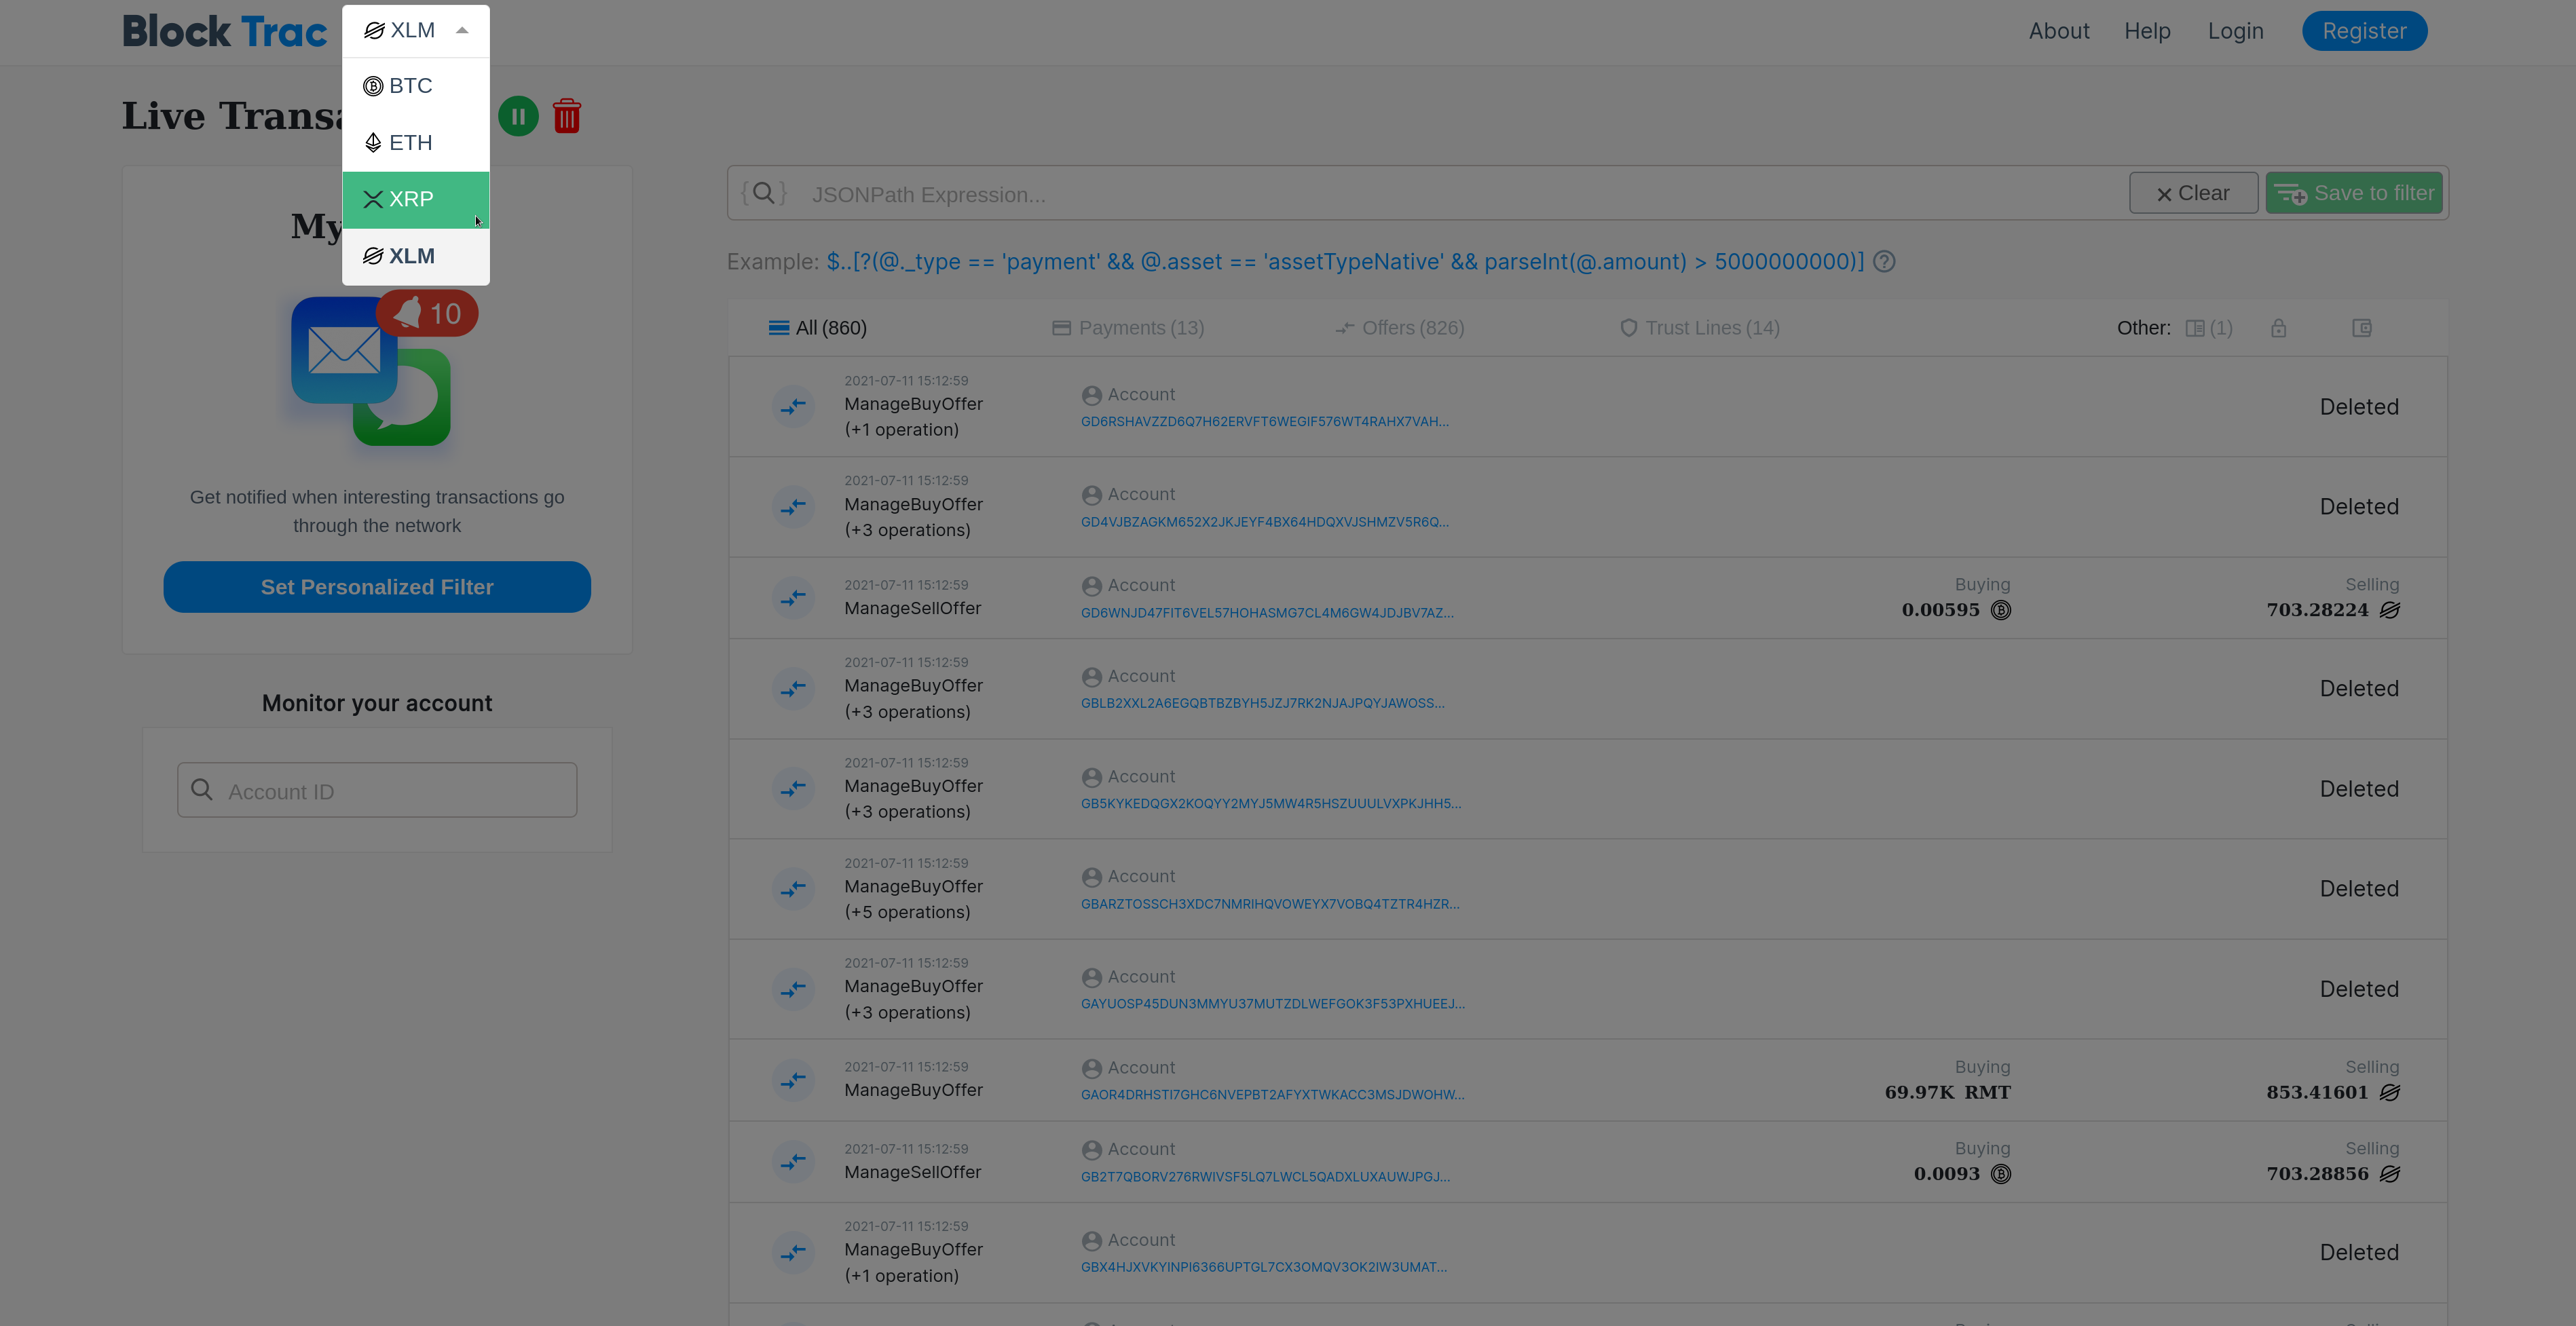 Block Trac
XLM
About
Help
Login
Register
BTC
ETH
XRP
XLM
Live Transa
My
10
Get notified when interesting transactions go
through the network
Set Personalized Filter
Monitor your account
Account ID
{ } JSONPath Expression...
Clear
Save to filter
Example: $..[?(@._type == 'payment' && @.asset == 'assetTypeNative' && parseInt(@.amount) > 5000000000)] ?
All (860)
Payments (13)
Offers (826)
Trust Lines (14)
Other: (1)
2021-07-11 15:12:59
ManageBuyOffer
(+1 operation)
Account
GD6RSHAVZZD6Q7H62ERVFT6WEGIF576WT4RAHX7VAH...
Deleted
2021-07-11 15:12:59
ManageBuyOffer
(+3 operations)
Account
GD4VJBZAGKM652X2JKJEYF4BX64HDQXVJSHMZV5R6Q...
Deleted
2021-07-11 15:12:59
ManageSellOffer
Account
GD6WNJD47FIT6VEL57HOHASMG7CL4M6GW4JDJBV7AZ...
Buying
0.00595
Selling
703.28224
2021-07-11 15:12:59
ManageBuyOffer
(+3 operations)
Account
GBLB2XXL2A6EGQBTBZBYH5JZJ7RK2NJAJPQYJAWOSS...
Deleted
2021-07-11 15:12:59
ManageBuyOffer
(+3 operations)
Account
GB5KYKEDQGX2KOQYY2MYJ5MW4R5HSZUUULVXPKJHH5...
Deleted
2021-07-11 15:12:59
ManageBuyOffer
(+5 operations)
Account
GBARZTOSSCH3XDC7NMRIHQVOWEYX7VOBQ4TZTR4HZR...
Deleted
2021-07-11 15:12:59
ManageBuyOffer
(+3 operations)
Account
GAYUOSP45DUN3MMYU37MUTZDLWEFGOK3F53PXHUEEJ...
Deleted
2021-07-11 15:12:59
ManageBuyOffer
Account
GAOR4DRHSTI7GHC6NVEPBT2AFYXTWKACC3MSJDWOHW...
Buying
69.97K RMT
Selling
853.41601
2021-07-11 15:12:59
ManageSellOffer
Account
GB2T7QBORV276RWIVSF5LQ7LWCL5QADXLUXAUWJPGJ...
Buying
0.0093
Selling
703.28856
2021-07-11 15:12:59
ManageBuyOffer
(+1 operation)
Account
GBX4HJXVKYINPI6366UPTGL7CX3OMQV3OK2IW3UMAT...
Deleted